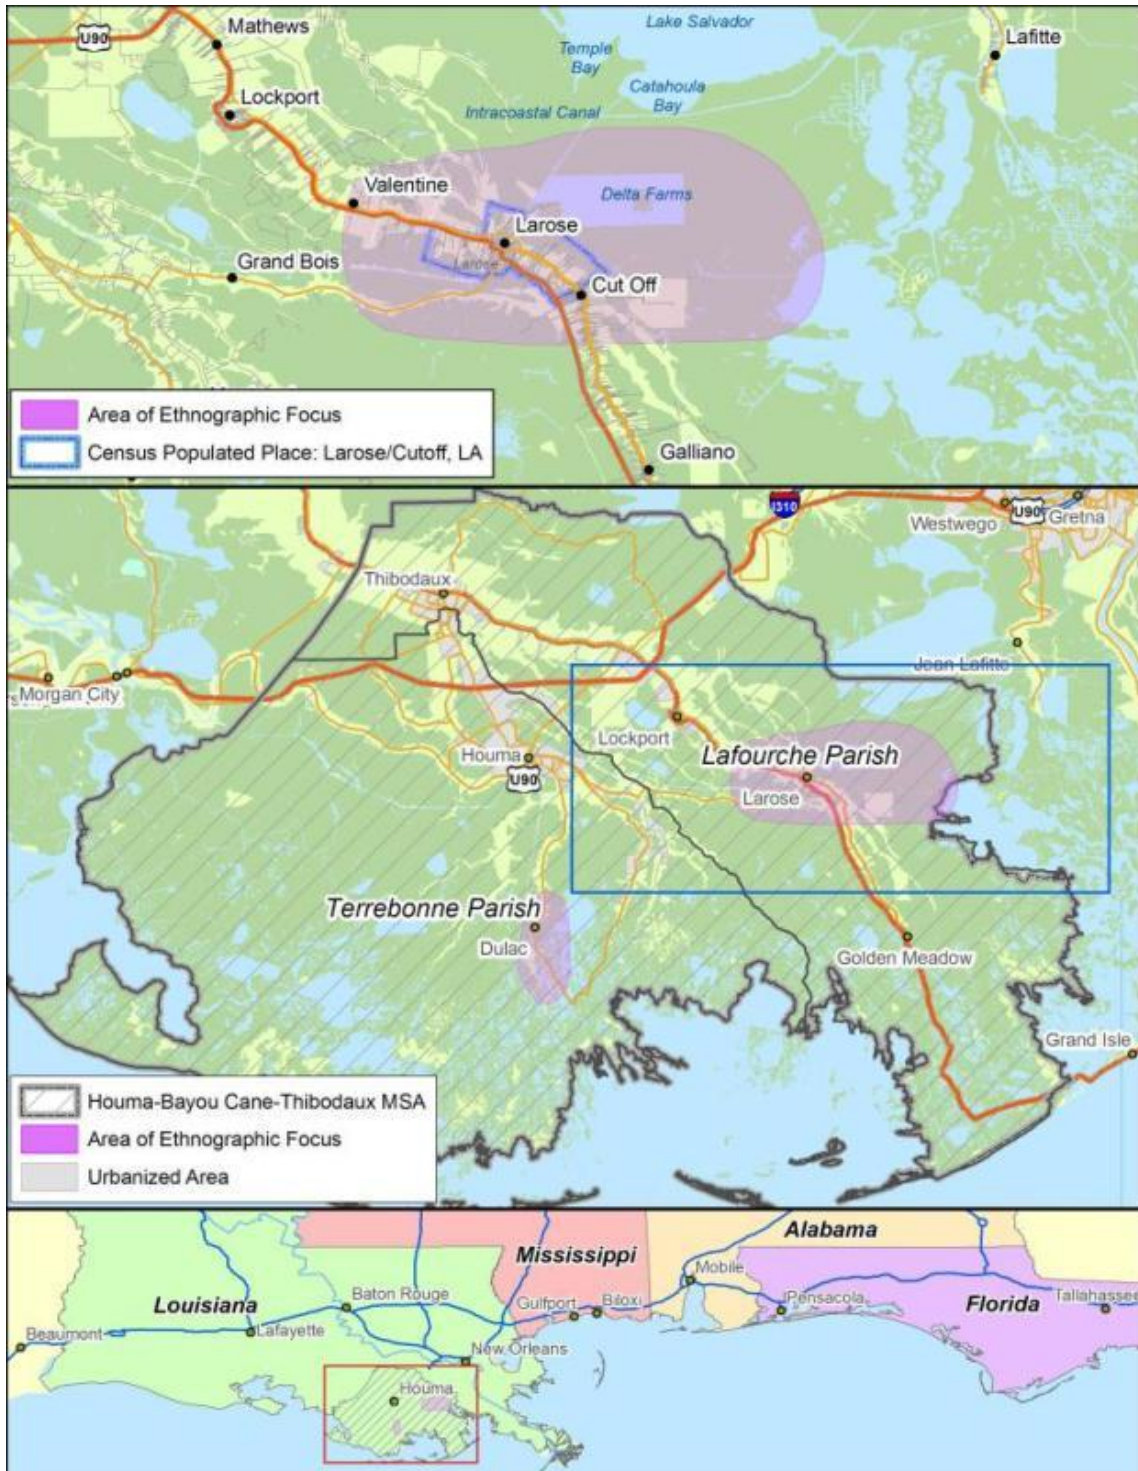 Lake Salvador
U90
Mathews
Lafitte
Temple
Bay
Catahoula
Bay
Lockport
Intracoastal Canal
Valentine
Delta Farms
Larose
Larose
Grand Bois
Cut Off
Area of Ethnographic Focus
Census Populated Place: Larose/Cutoff, LA
Galliano
I310
Westwego
U90
Gretna
Thibodaux
Jean Lafitte
Morgan City
Lockport
Houma
Lafourche Parish
U90
Larose
Terrebonne Parish
Dulac
Golden Meadow
Grand Isle
Houma-Bayou Cane-Thibodaux MSA
Area of Ethnographic Focus
Urbanized Area
Alabama
Mississippi
Mobile
Louisiana
Baton Rouge
Gulfport
Biloxi
Pensacola
Florida
Tallahassee
Beaumont
Lafayette
New Orleans
Houma